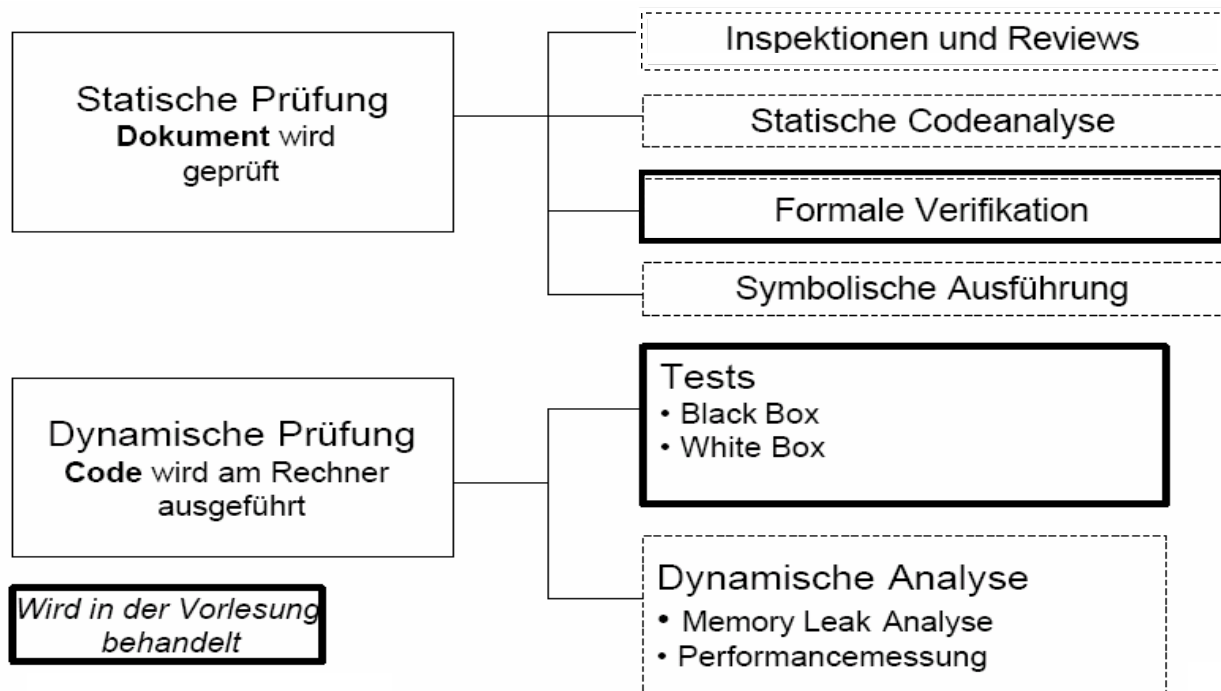 Statische Prüfung
Dokument wird
geprüft
Inspektionen und Reviews
Statische Codeanalyse
Formale Verifikation
Symbolische Ausführung
Dynamische Prüfung
Code wird am Rechner
ausgeführt
Tests
• Black Box
• White Box
Dynamische Analyse
• Memory Leak Analyse
• Performancemessung
Wird in der Vorlesung
behandelt